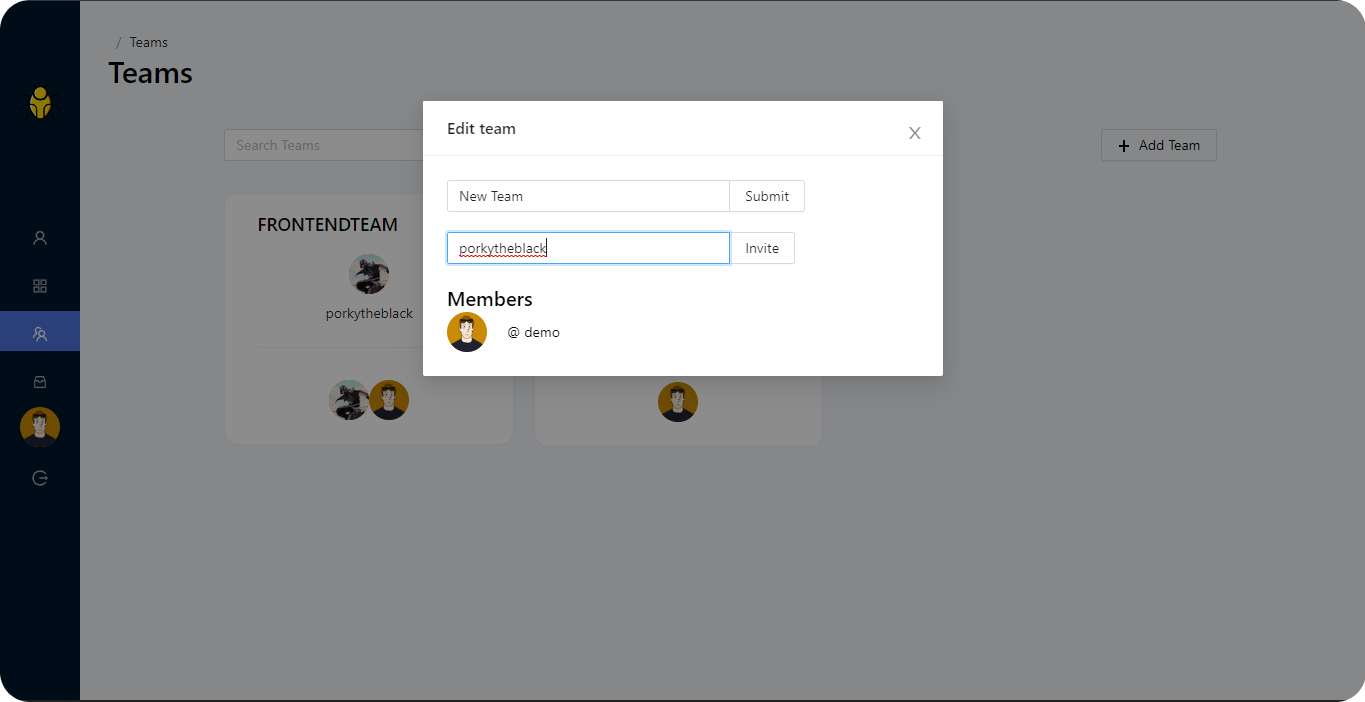 / Teams
Teams
Search Teams
+ Add Team
FRONTENDTEAM
porkytheblack
Edit team
New Team
Submit
porkytheblack
Invite
Members
@ demo